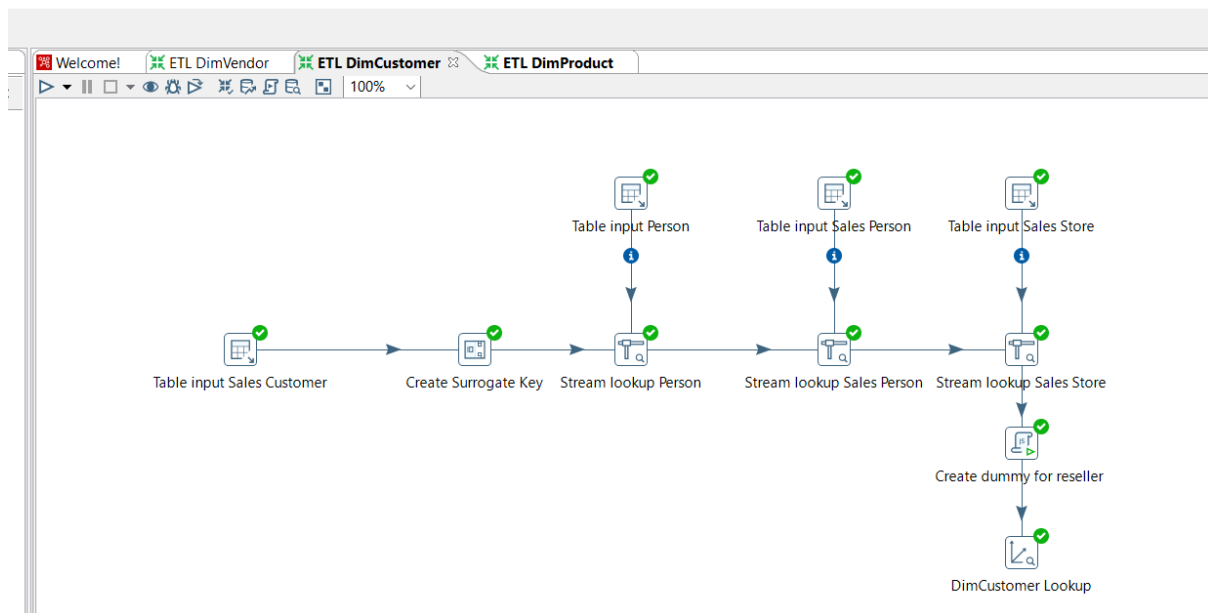 Welcome!
ETL DimVendor
ETL DimCustomer
ETL DimProduct
100%
Table input Person
Table input Sales Person
Table input Sales Store
Table input Sales Customer
Create Surrogate Key
Stream lookup Person
Stream lookup Sales Person
Stream lookup Sales Store
Create dummy for reseller
DimCustomer Lookup